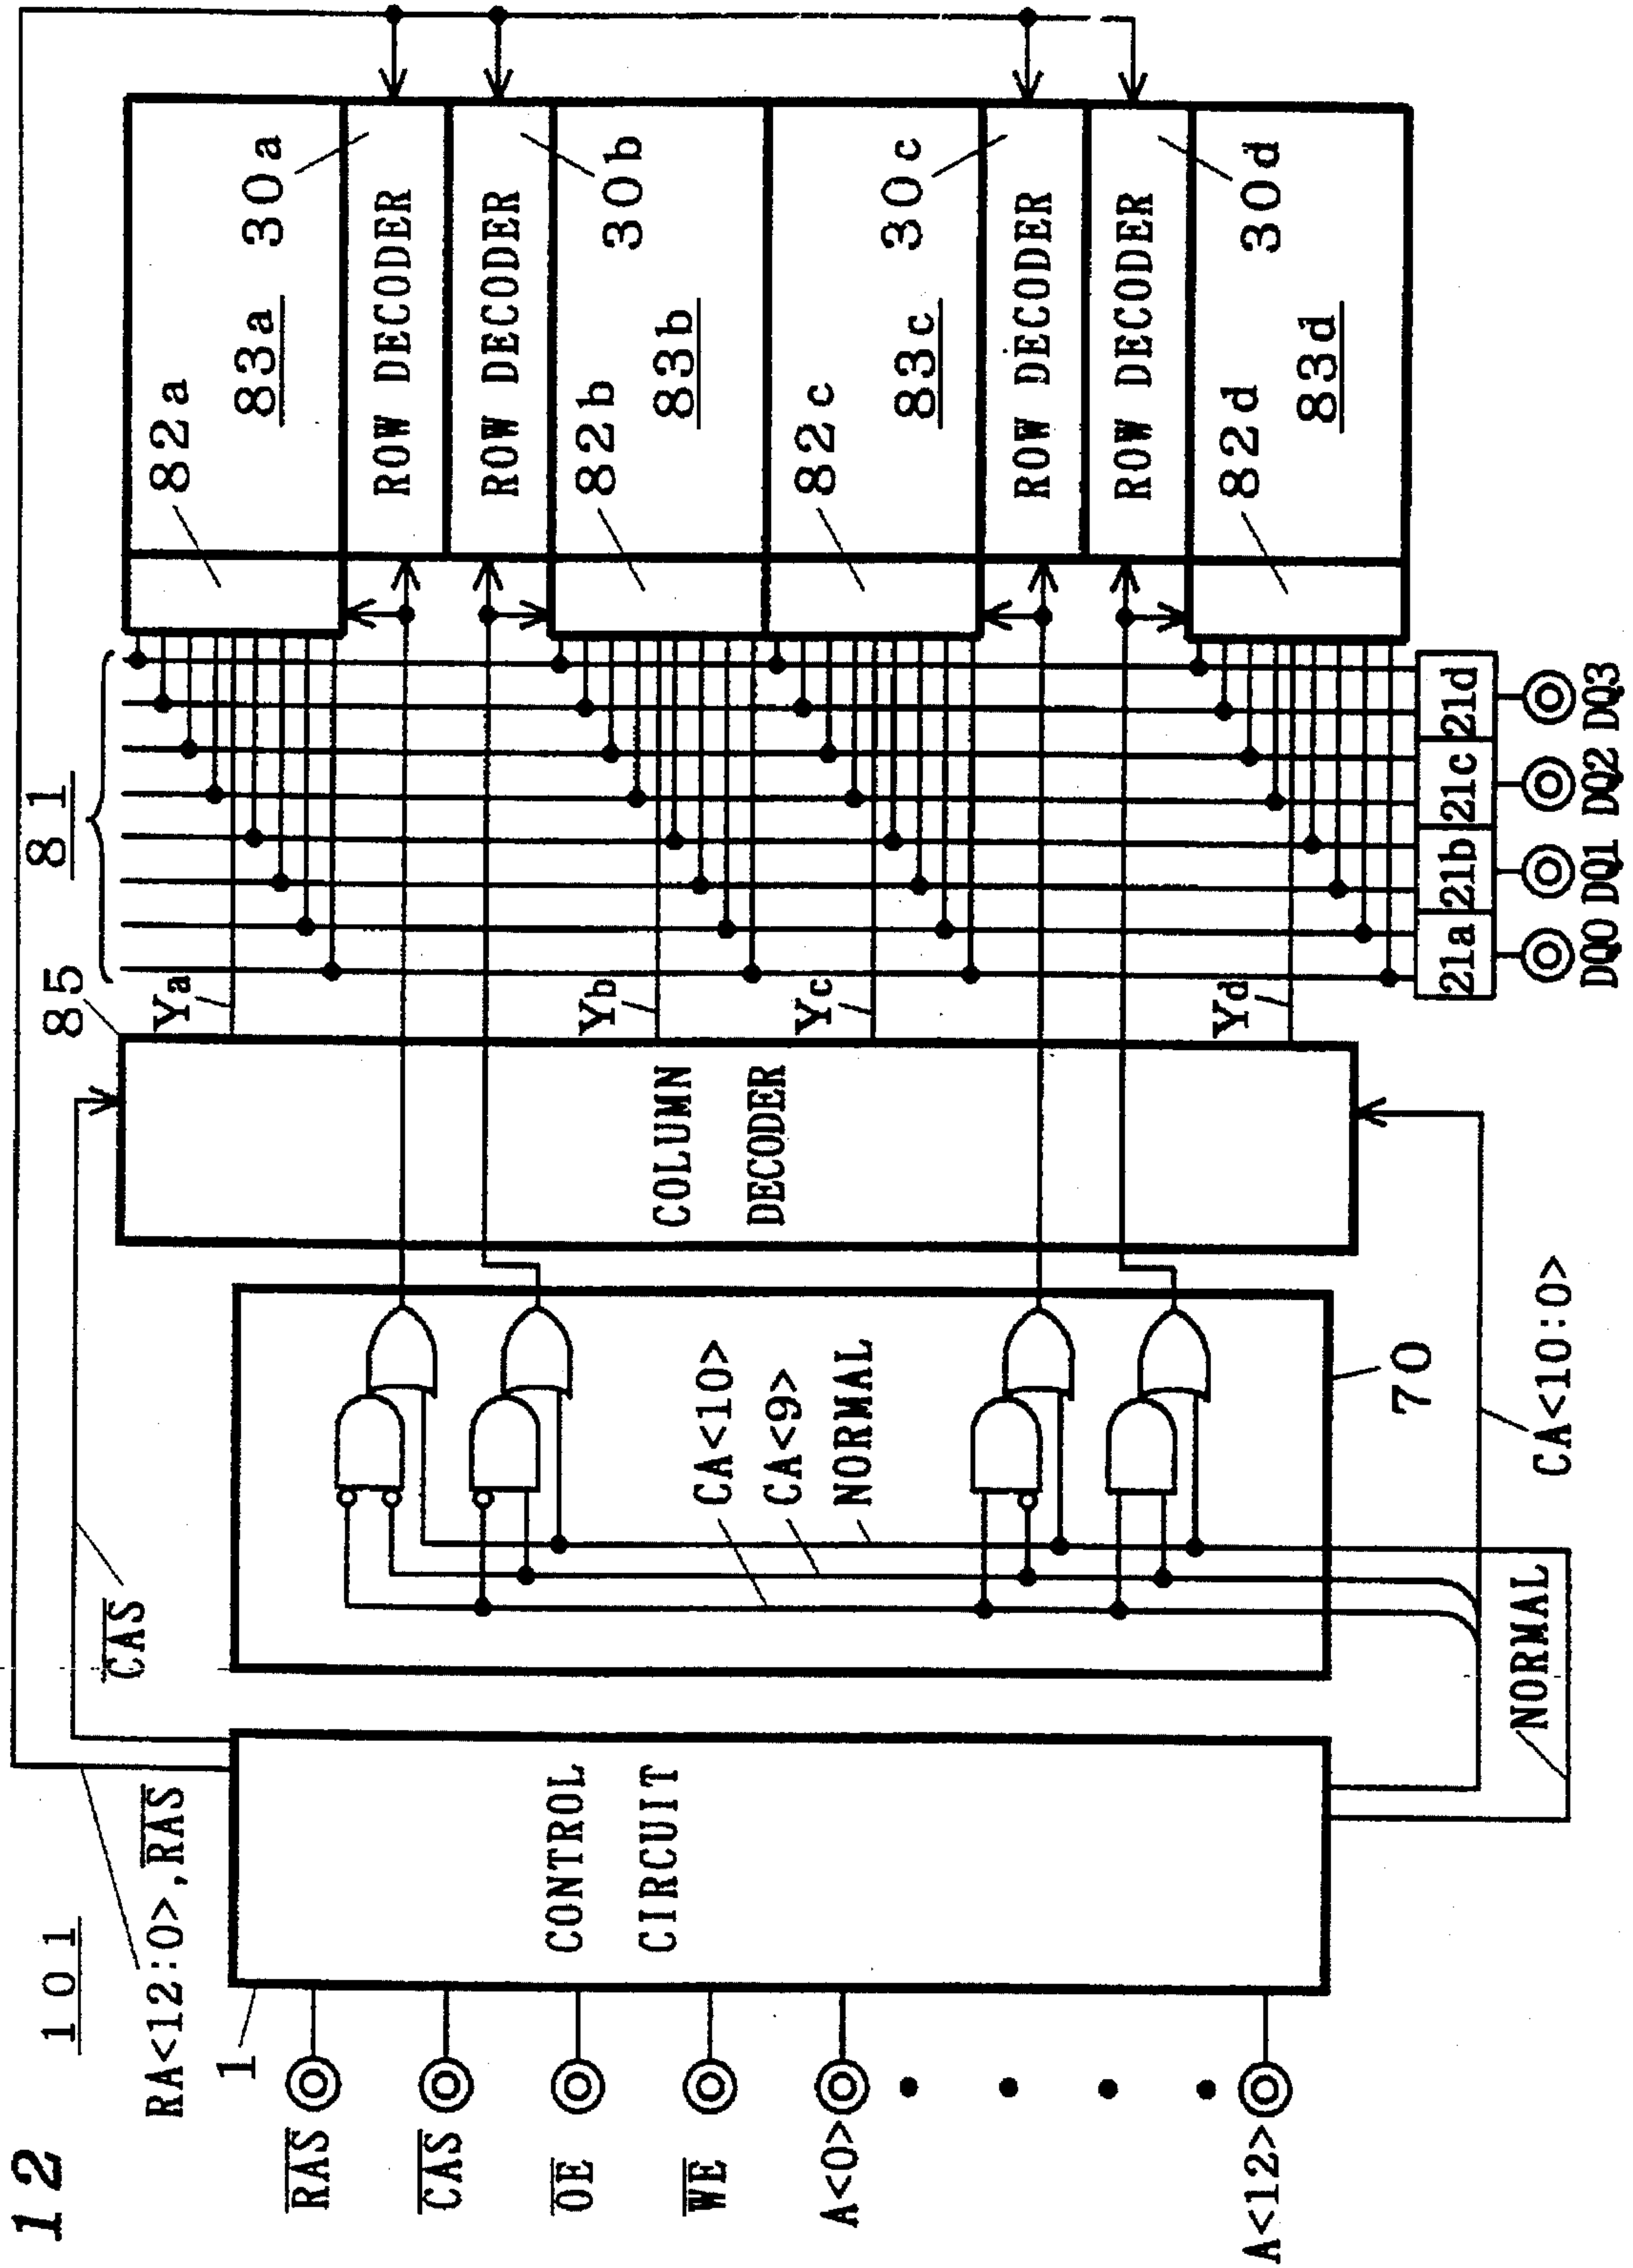 12
101
RA<12:0>, RAS
CAS
1
RAS
CAS
OE
WE
A<0>
A<12>
CONTROL
CIRCUIT
CA<10>
CA<9>
NORMAL
70
NORMAL
CA<10:0>
85
COLUMN
DECODER
Ya
Yb
Yc
Yd
81
82a
83a
30a
ROW DECODER
ROW DECODER
30b
82b
83b
82c
83c
30c
ROW DECODER
ROW DECODER
30d
82d
83d
21a
21b
21c
21d
DQ0
DQ1
DQ2
DQ3